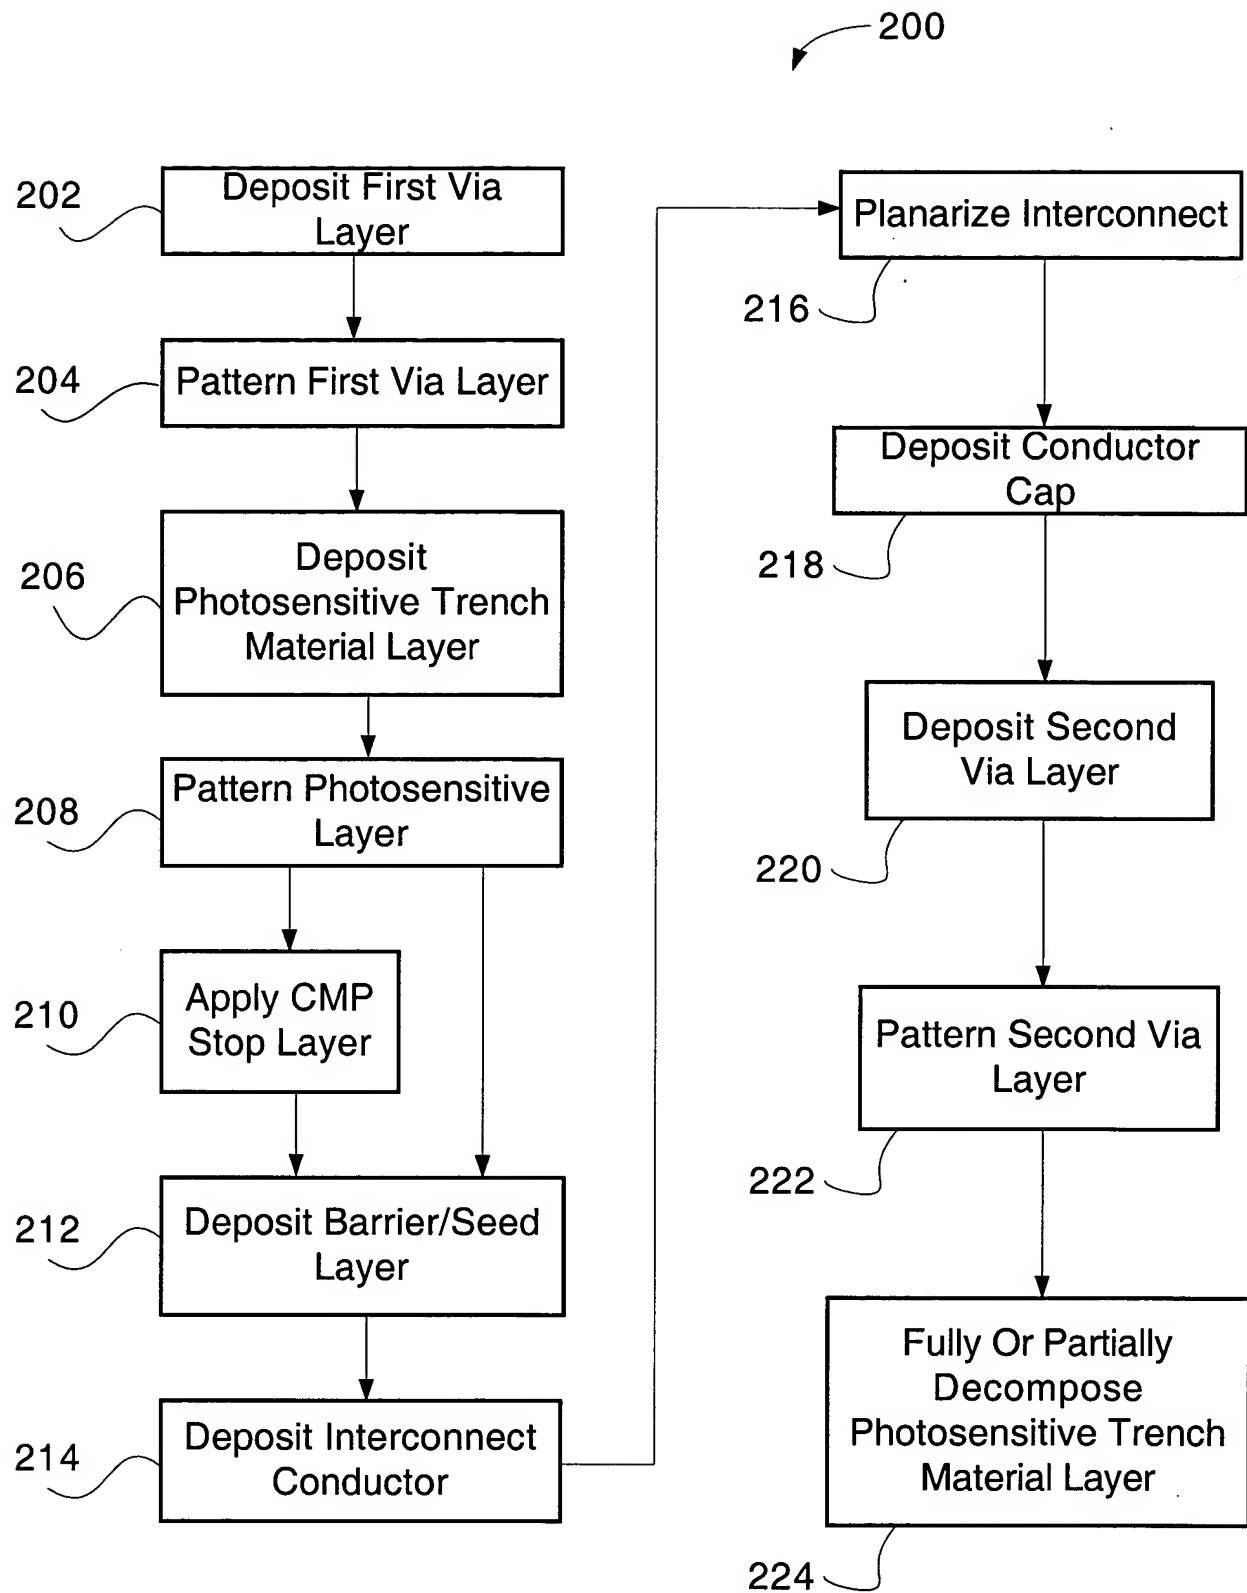 200
202
Deposit First Via
Layer
204
Pattern First Via Layer
206
Deposit
Photosensitive Trench
Material Layer
208
Pattern Photosensitive
Layer
210
Apply CMP
Stop Layer
212
Deposit Barrier/Seed
Layer
214
Deposit Interconnect
Conductor
Planarize Interconnect
216
Deposit Conductor
Cap
218
Deposit Second
Via Layer
220
Pattern Second Via
Layer
222
Fully Or Partially
Decompose
Photosensitive Trench
Material Layer
224